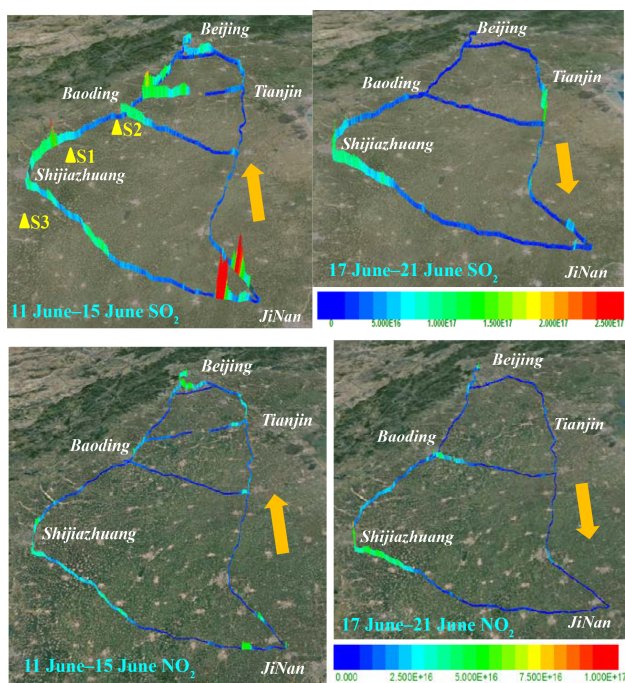 Beijing
Baoding
Tianjin
S2
S1
Shijiazhuang
S3
11 June–15 June SO₂
JiNan
Beijing
Tianjin
Baoding
Shijiazhuang
17 June–21 June SO₂
JiNan
0 5.000E16 1.000E17 1.500E17 2.000E17 2.500E17
Beijing
Tianjin
Baoding
Shijiazhuang
11 June–15 June NO₂
JiNan
Beijing
Tianjin
Baoding
Shijiazhuang
17 June–21 June NO₂
JiNan
0.000 2.500E+16 5.000E+16 7.500E+16 1.000E+17